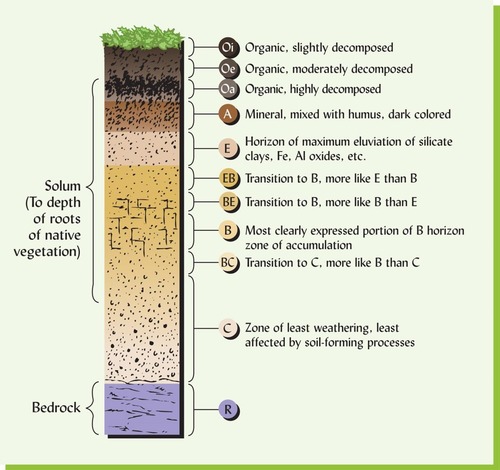 Oi Organic, slightly decomposed
Oe Organic, moderately decomposed
Oa Organic, highly decomposed
A Mineral, mixed with humus, dark colored
E Horizon of maximum eluviation of silicate
clays, Fe, Al oxides, etc.
EB Transition to B, more like E than B
BE Transition to B, more like B than E
B Most clearly expressed portion of B horizon
zone of accumulation
BC Transition to C, more like B than C
C Zone of least weathering, least
affected by soil-forming processes
R
Solum
(To depth
of roots
of native
vegetation)
Bedrock